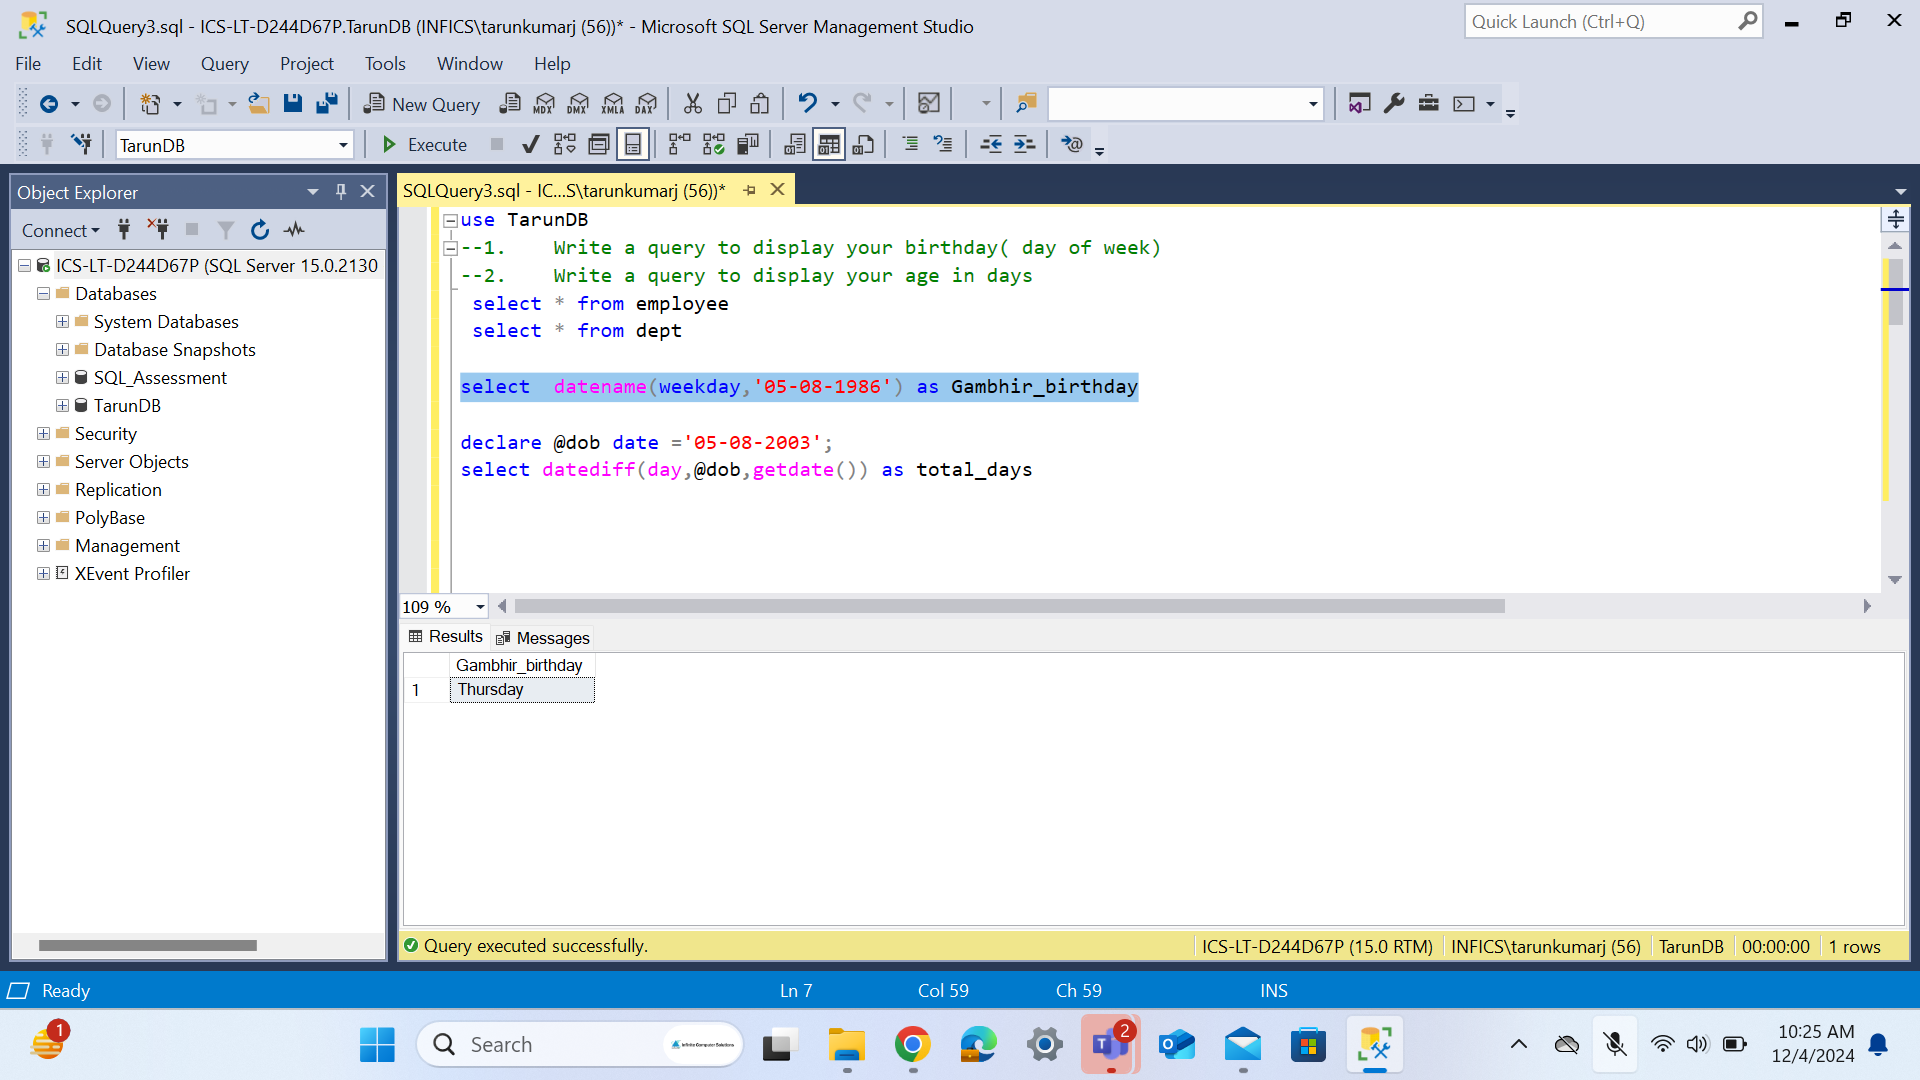 SQLQuery3.sql - ICS-LT-D244D67P.TarunDB (INFICS\tarunkumarj (56))* - Microsoft SQL Server Management Studio
Quick Launch (Ctrl+Q)
File Edit View Query Project Tools Window Help
New Query MDX DMX XMLA DAX
TarunDB
Execute
Object Explorer
Connect
ICS-LT-D244D67P (SQL Server 15.0.2130
Databases
System Databases
Database Snapshots
SQL_Assessment
TarunDB
Security
Server Objects
Replication
PolyBase
Management
XEvent Profiler
SQLQuery3.sql - IC...S\tarunkumarj (56))*
use TarunDB
--1. Write a query to display your birthday( day of week)
--2. Write a query to display your age in days
select * from employee
select * from dept
select datename(weekday,'05-08-1986') as Gambhir_birthday
declare @dob date ='05-08-2003';
select datediff(day,@dob,getdate()) as total_days
109 %
Results Messages
Gambhir_birthday
1 Thursday
Query executed successfully.
ICS-LT-D244D67P (15.0 RTM) INFICS\tarunkumarj (56) TarunDB 00:00:00 1 rows
Ready Ln 7 Col 59 Ch 59 INS
1
Search
Infinite Computer Solutions
2
10:25 AM
12/4/2024